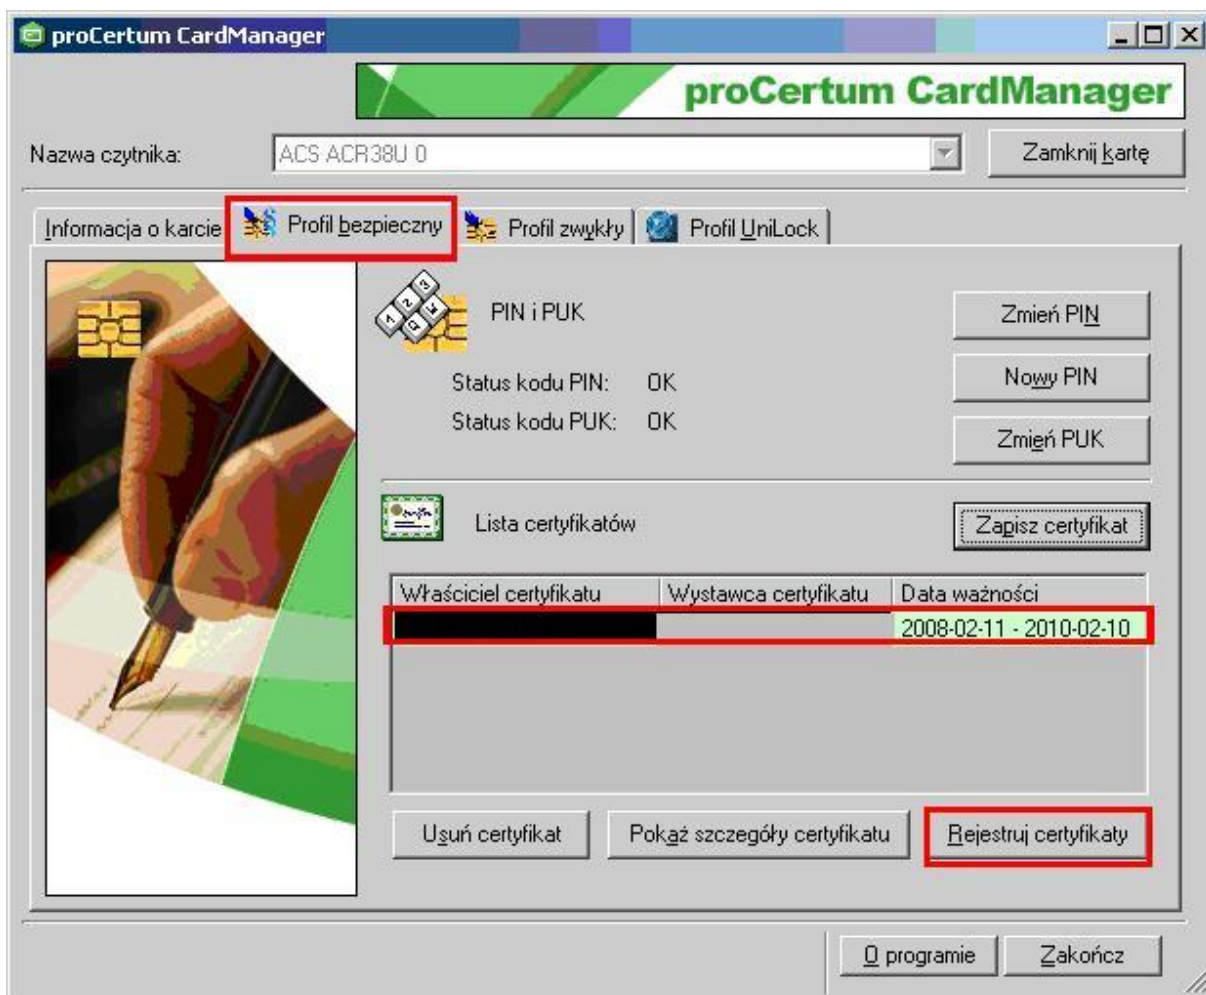 proCertum CardManager
proCertum CardManager
Nazwa czytnika: ACS ACR38U 0 Zamknij kartę
Informacja o karcie Profil bezpieczny Profil zwykły Profil UniLock
PIN i PUK Zmień PIN
Status kodu PIN: OK Nowy PIN
Status kodu PUK: OK Zmień PUK
Lista certyfikatów Zapisz certyfikat
Właściciel certyfikatu Wystawca certyfikatu Data ważności
2008-02-11 - 2010-02-10
Usuń certyfikat Pokaż szczegóły certyfikatu Rejestruj certyfikaty
O programie Zakończ